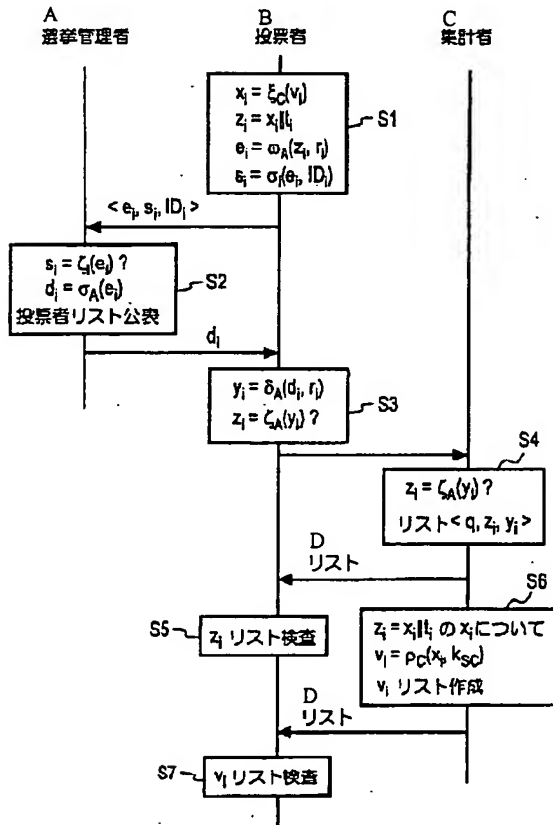 A
選挙管理者
B
投票者
C
集計者
x_i = ξ_C(v_i)
z_i = x_i||t_i
e_i = ω_A(z_i, r_i)
s_i = σ_i(e_i, ID_i)
S1
< e_i, s_i, ID_i >
s_i = ζ_i(e_i) ?
d_i = σ_A(e_i)
投票者リスト公表
S2
d_i
y_i = δ_A(d_i, r_i)
z_i = ζ_A(y_i) ?
S3
S4
z_i = ζ_A(y_i) ?
リスト< q, z_i, y_i >
D
リスト
S6
S5
z_i リスト検査
z_i = x_i||t_i の x_i について
v_i = ρ_C(x_i, k_SC)
v_i リスト作成
D
リスト
S7
v_i リスト検査